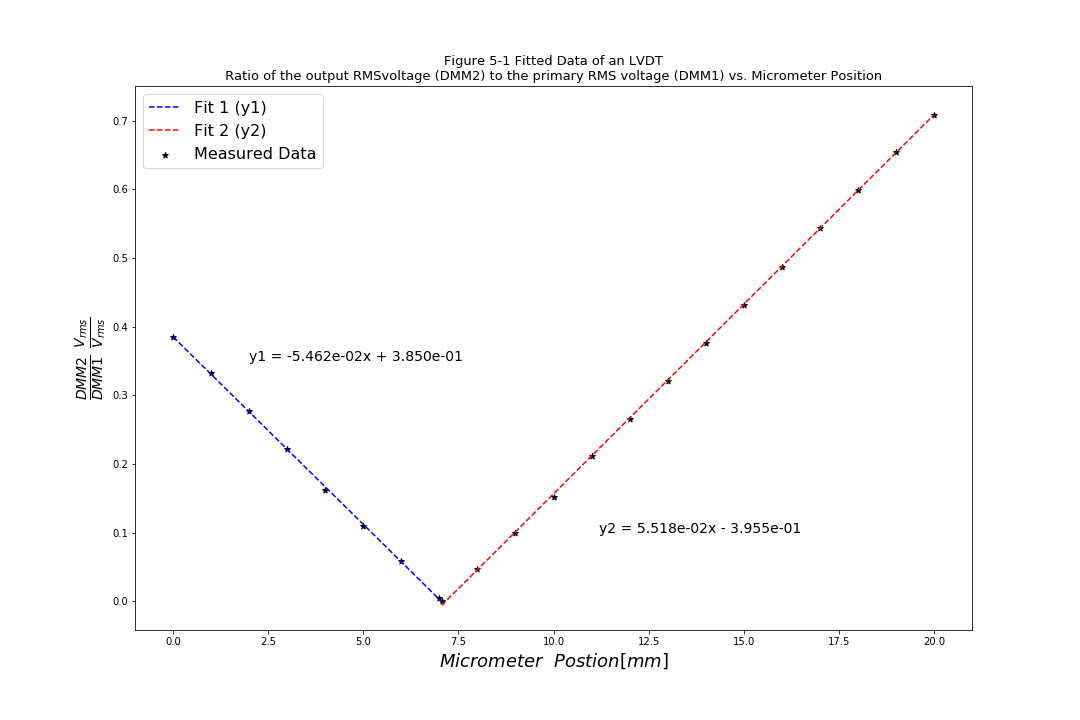 Figure 5-1 Fitted Data of an LVDT
Ratio of the output RMSvoltage (DMM2) to the primary RMS voltage (DMM1) vs. Micrometer Position
Fit 1 (y1)
Fit 2 (y2)
Measured Data
0.7
0.6
0.5
0.4
0.3
0.2
0.1
0.0
DMM2 Vrms
DMM1 Vrms
y1 = -5.462e-02x + 3.850e-01
y2 = 5.518e-02x - 3.955e-01
0.0 2.5 5.0 7.5 10.0 12.5 15.0 17.5 20.0
Micrometer Postion[mm]